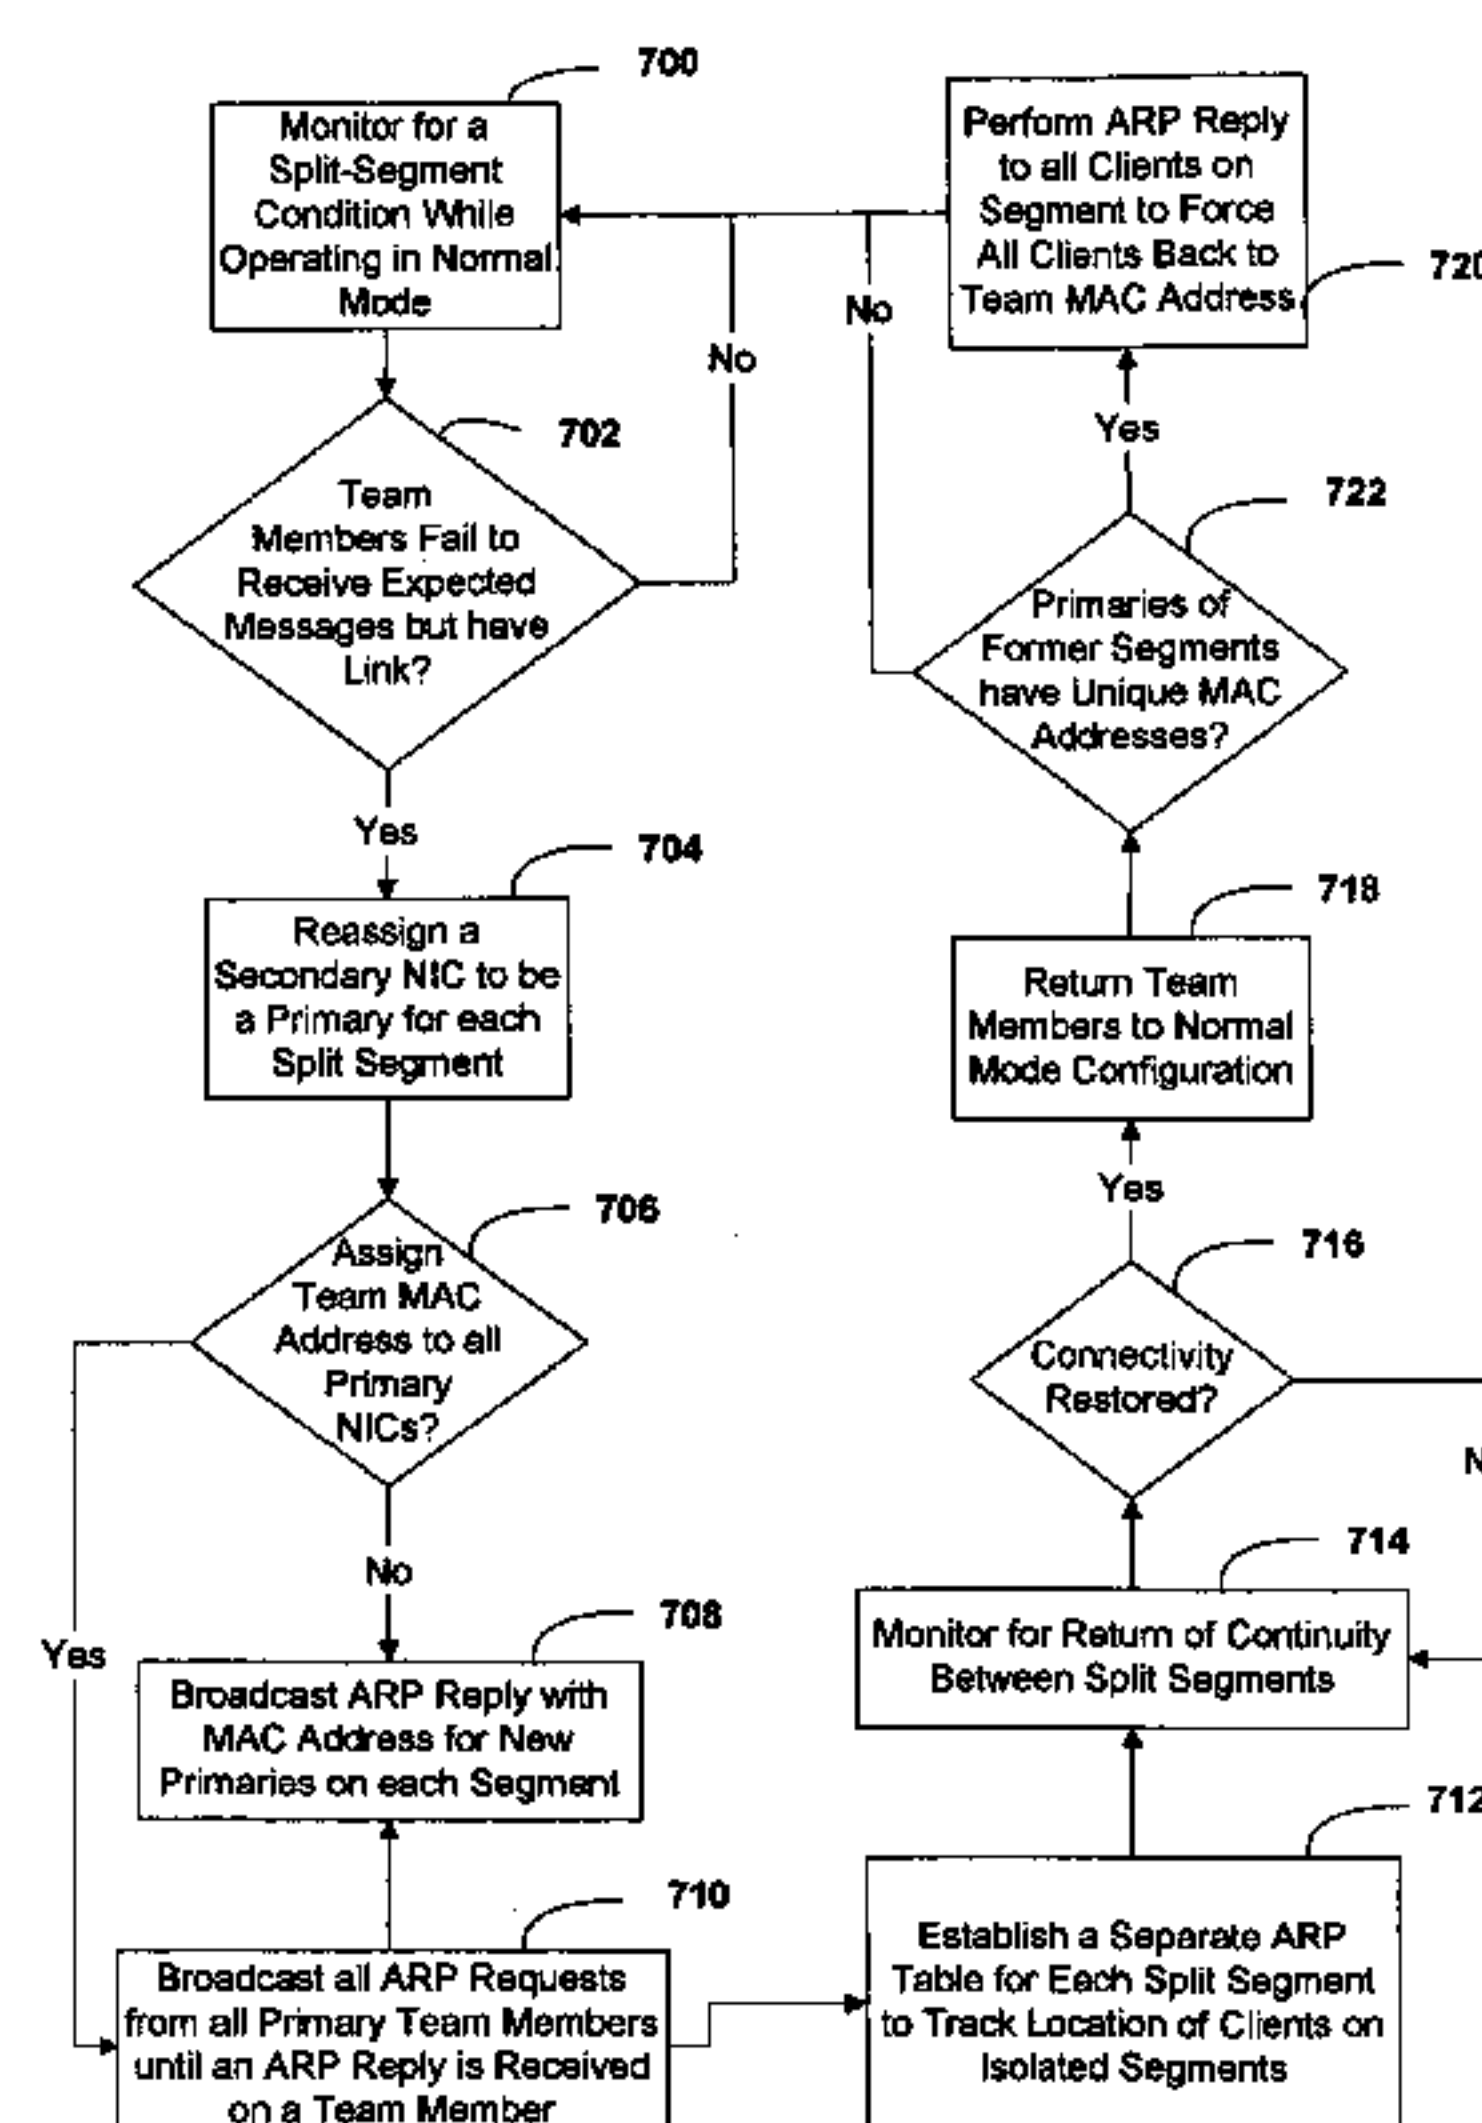 700
Monitor for a
Split-Segment
Condition While
Operating in Normal
Mode
No
702
Team
Members Fail to
Receive Expected
Messages but have
Link?
Yes
704
Reassign a
Secondary NIC to be
a Primary for each
Split Segment
706
Assign
Team MAC
Address to all
Primary
NICs?
No
Yes
708
Broadcast ARP Reply with
MAC Address for New
Primaries on each Segment
710
Broadcast all ARP Requests
from all Primary Team Members
until an ARP Reply is Received
on a Team Member
Perform ARP Reply
to all Clients on
Segment to Force
All Clients Back to
Team MAC Address
720
No
Yes
722
Primaries of
Former Segments
have Unique MAC
Addresses?
718
Return Team
Members to Normal
Mode Configuration
Yes
716
Connectivity
Restored?
714
Monitor for Return of Continuity
Between Split Segments
712
Establish a Separate ARP
Table for Each Split Segment
to Track Location of Clients on
Isolated Segments